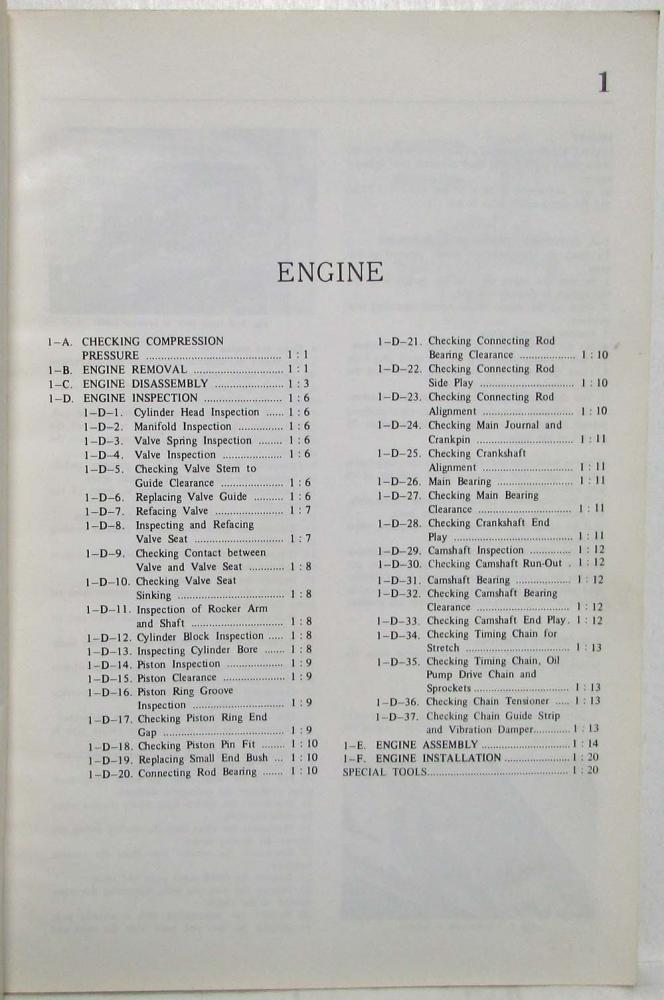 1
ENGINE
1-A. CHECKING COMPRESSION
PRESSURE ............................................. 1 : 1
1-B. ENGINE REMOVAL .............................. 1 : 1
1-C. ENGINE DISASSEMBLY ....................... 1 : 3
1-D. ENGINE INSPECTION .......................... 1 : 6
1-D-1. Cylinder Head Inspection ...... 1 : 6
1-D-2. Manifold Inspection ............... 1 : 6
1-D-3. Valve Spring Inspection ........ 1 : 6
1-D-4. Valve Inspection .................... 1 : 6
1-D-5. Checking Valve Stem to
Guide Clearance ..................... 1 : 6
1-D-6. Replacing Valve Guide .......... 1 : 6
1-D-7. Refacing Valve ....................... 1 : 7
1-D-8. Inspecting and Refacing
Valve Seat .............................. 1 : 7
1-D-9. Checking Contact between
Valve and Valve Seat ............ 1 : 8
1-D-10. Checking Valve Seat
Sinking .................................... 1 : 8
1-D-11. Inspection of Rocker Arm
and Shaft ............................... 1 : 8
1-D-12. Cylinder Block Inspection ..... 1 : 8
1-D-13. Inspecting Cylinder Bore ....... 1 : 8
1-D-14. Piston Inspection ................... 1 : 9
1-D-15. Piston Clearance ..................... 1 : 9
1-D-16. Piston Ring Groove
Inspection ............................... 1 : 9
1-D-17. Checking Piston Ring End
Gap ......................................... 1 : 9
1-D-18. Checking Piston Pin Fit ........ 1 : 10
1-D-19. Replacing Small End Bush ... 1 : 10
1-D-20. Connecting Rod Bearing ....... 1 : 10
1-D-21. Checking Connecting Rod
Bearing Clearance ................... 1 : 10
1-D-22. Checking Connecting Rod
Side Play ................................ 1 : 10
1-D-23. Checking Connecting Rod
Alignment ............................... 1 : 10
1-D-24. Checking Main Journal and
Crankpin ................................. 1 : 11
1-D-25. Checking Crankshaft
Alignment ............................... 1 : 11
1-D-26. Main Bearing .......................... 1 : 11
1-D-27. Checking Main Bearing
Clearance ................................ 1 : 11
1-D-28. Checking Crankshaft End
Play ........................................ 1 : 11
1-D-29. Camshaft Inspection .............. 1 : 12
1-D-30. Checking Camshaft Run-Out . 1 : 12
1-D-31. Camshaft Bearing ................... 1 : 12
1-D-32. Checking Camshaft Bearing
Clearance ................................ 1 : 12
1-D-33. Checking Camshaft End Play. 1 : 12
1-D-34. Checking Timing Chain for
Stretch .................................... 1 : 13
1-D-35. Checking Timing Chain, Oil
Pump Drive Chain and
Sprockets ................................ 1 : 13
1-D-36. Checking Chain Tensioner ..... 1 : 13
1-D-37. Checking Chain Guide Strip
and Vibration Damper............ 1 : 13
1-E. ENGINE ASSEMBLY .............................. 1 : 14
1-F. ENGINE INSTALLATION ...................... 1 : 20
SPECIAL TOOLS............................................... 1 : 20